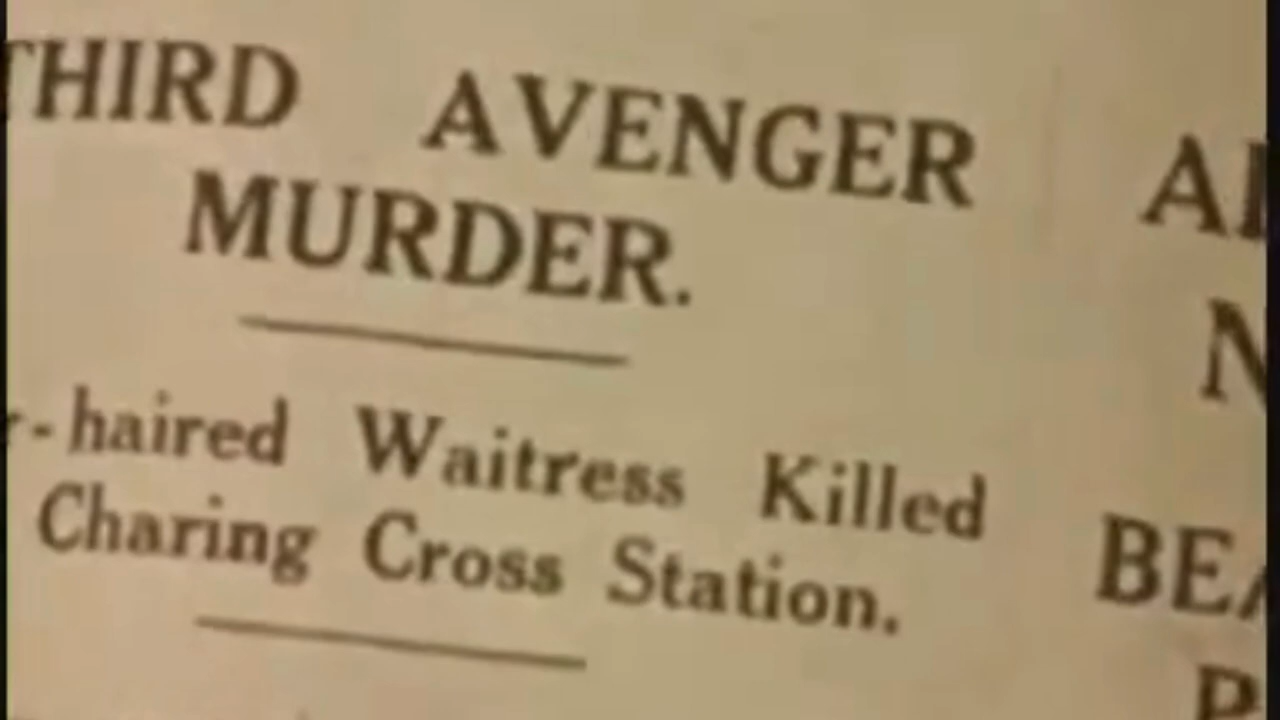 THIRD AVENGER
MURDER.
-haired Waitress Killed
Charing Cross Station.